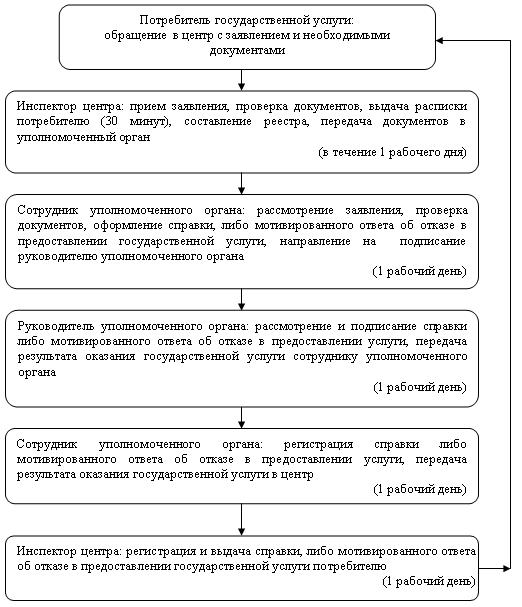 Потребитель государственной услуги:
обращение в центр с заявлением и необходимыми
документами
Инспектор центра: прием заявления, проверка документов, выдача расписки
потребителю (30 минут), составление реестра, передача документов в
уполномоченный орган
(в течение 1 рабочего дня)
Сотрудник уполномоченного органа: рассмотрение заявления, проверка
документов, оформление справки, либо мотивированного ответа об отказе в
предоставлении государственной услуги, направление на подписание
руководителю уполномоченного органа
(1 рабочий день)
Руководитель уполномоченного органа: рассмотрение и подписание справки
либо мотивированного ответа об отказе в предоставлении услуги, передача
результата оказания государственной услуги сотруднику уполномоченного
органа
(1 рабочий день)
Сотрудник уполномоченного органа: регистрация справки либо
мотивированного ответа об отказе в предоставлении услуги, передача
результата оказания государственной услуги в центр
(1 рабочий день)
Инспектор центра: регистрация и выдача справки, либо мотивированного ответа
об отказе в предоставлении государственной услуги потребителю
(1 рабочий день)